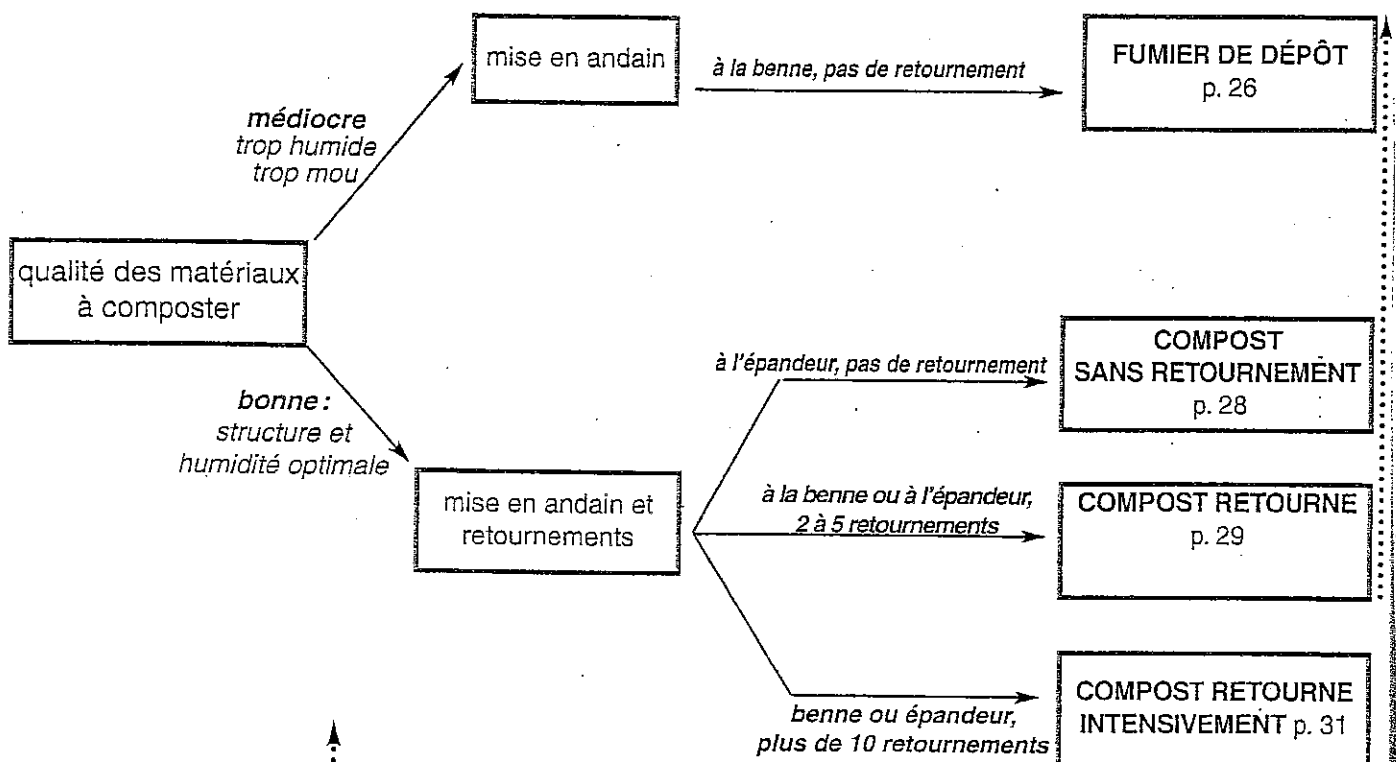 mise en andain
à la benne, pas de retournement
FUMIER DE DÉPÔT
p. 26
médiocre
trop humide
trop mou
qualité des matériaux
à composter
bonne:
structure et
humidité optimale
mise en andain et
retournements
à l'épandeur, pas de retournement
COMPOST
SANS RETOURNEMENT
p. 28
à la benne ou à l'épandeur,
2 à 5 retournements
COMPOST RETOURNE
p. 29
benne ou épandeur,
plus de 10 retournements
COMPOST RETOURNE
INTENSIVEMENT p. 31